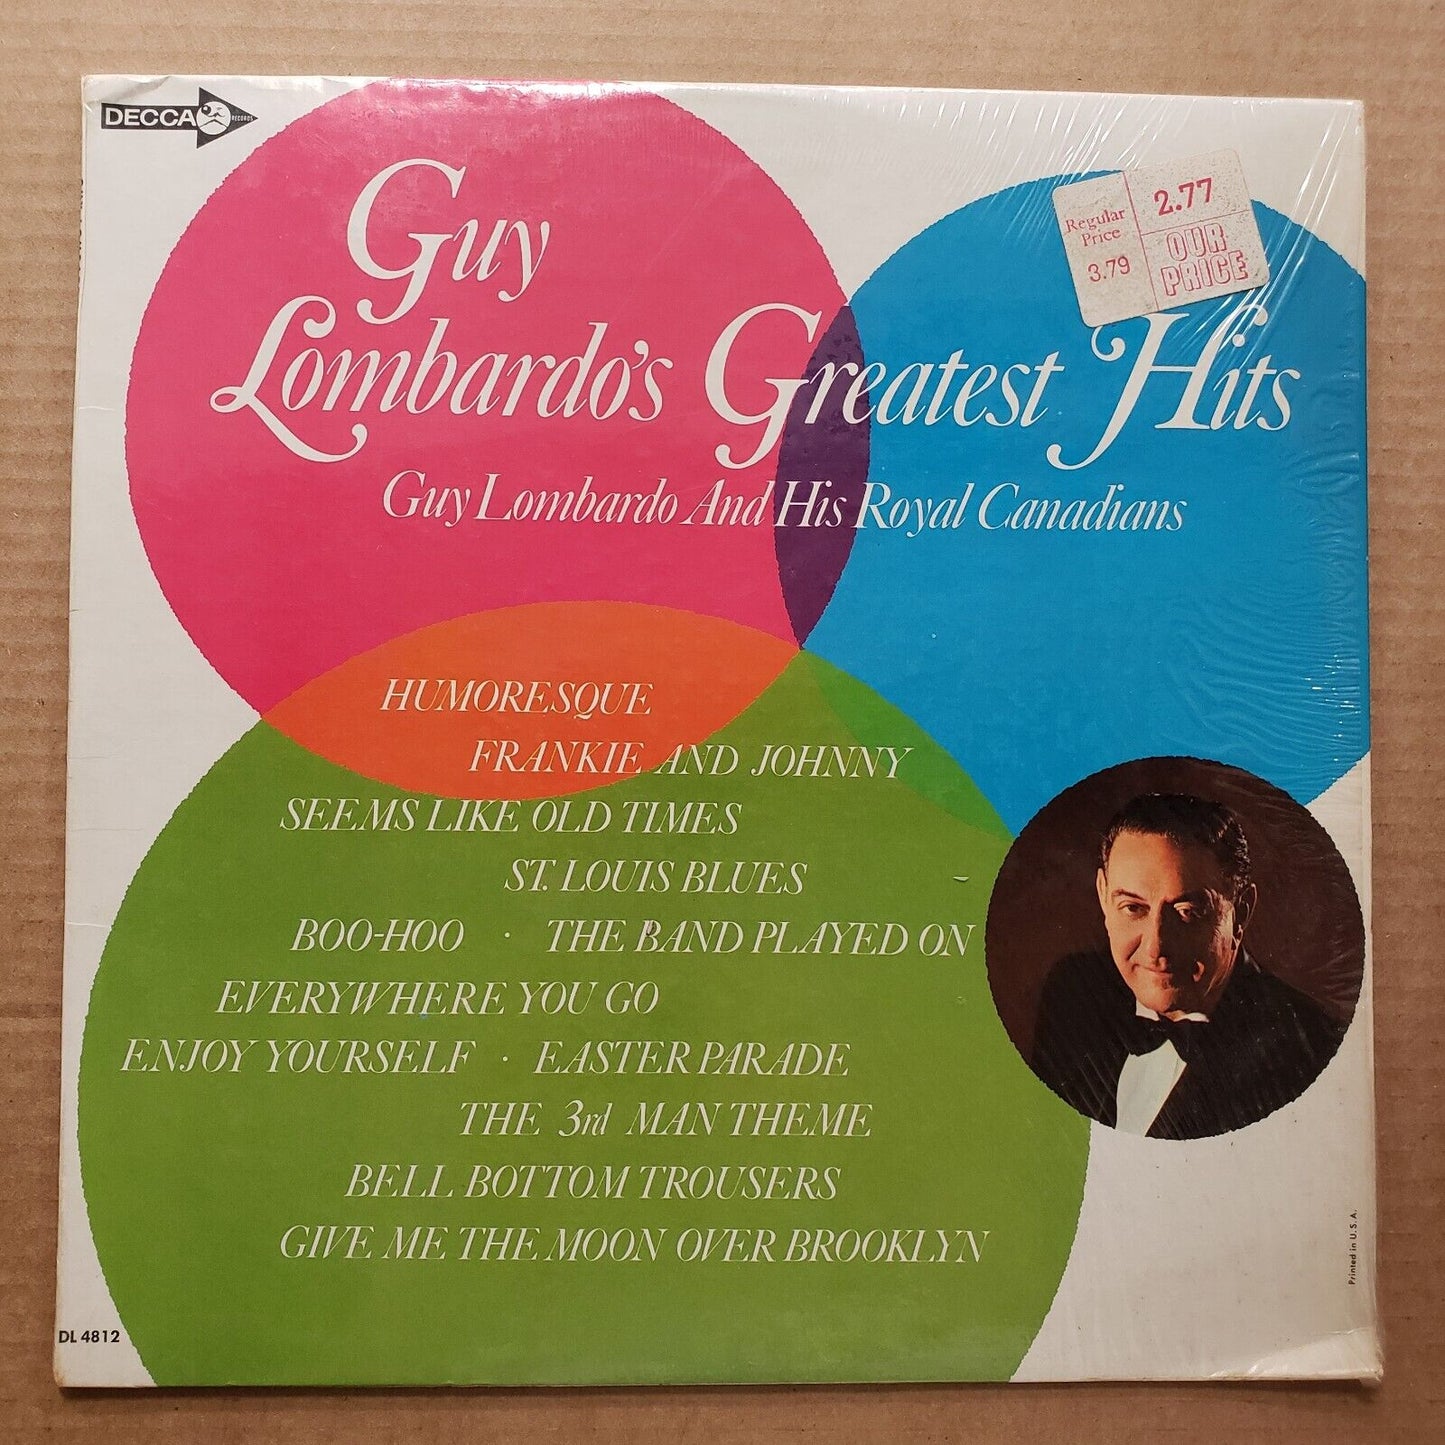 DECCA RECORDS
Regular Price 3.79
2.77
OUR PRICE
Guy
Lombardo's Greatest Hits
Guy Lombardo And His Royal Canadians
HUMORESQUE
FRANKIE AND JOHNNY
SEEMS LIKE OLD TIMES
ST. LOUIS BLUES
BOO-HOO · THE BAND PLAYED ON
EVERYWHERE YOU GO
ENJOY YOURSELF · EASTER PARADE
THE 3rd MAN THEME
BELL BOTTOM TROUSERS
GIVE ME THE MOON OVER BROOKLYN
Printed in U.S.A.
DL 4812